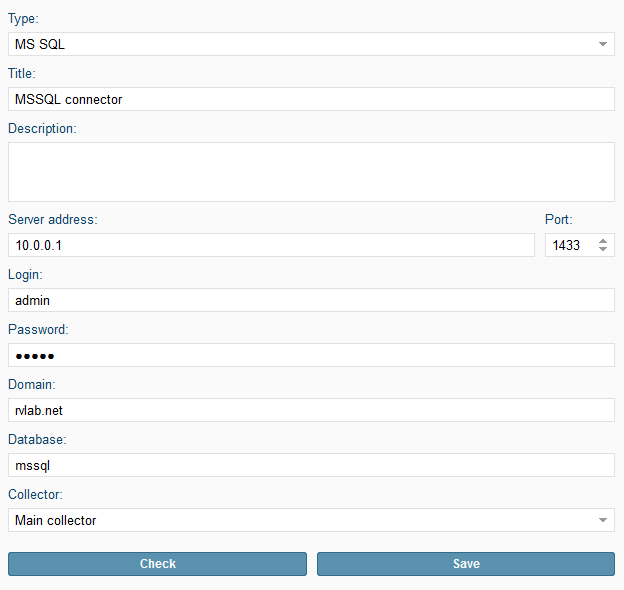 Type:
MS SQL
Title:
MSSQL connector
Description:
Server address: Port:
10.0.0.1 1433
Login:
admin
Password:
●●●●●
Domain:
rvlab.net
Database:
mssql
Collector:
Main collector
Check Save